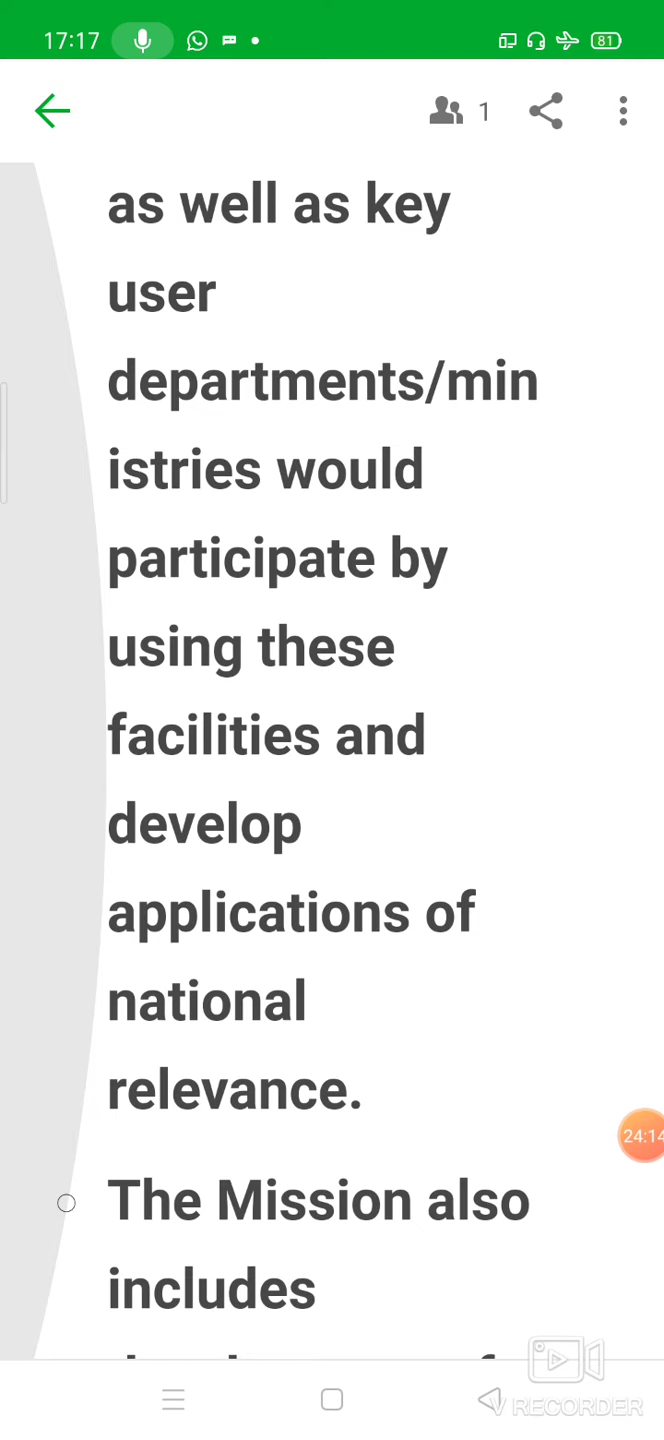 17:17
81
1
as well as key
user
departments/min
istries would
participate by
using these
facilities and
develop
applications of
national
relevance.
24:14
The Mission also
includes
V RECORDER